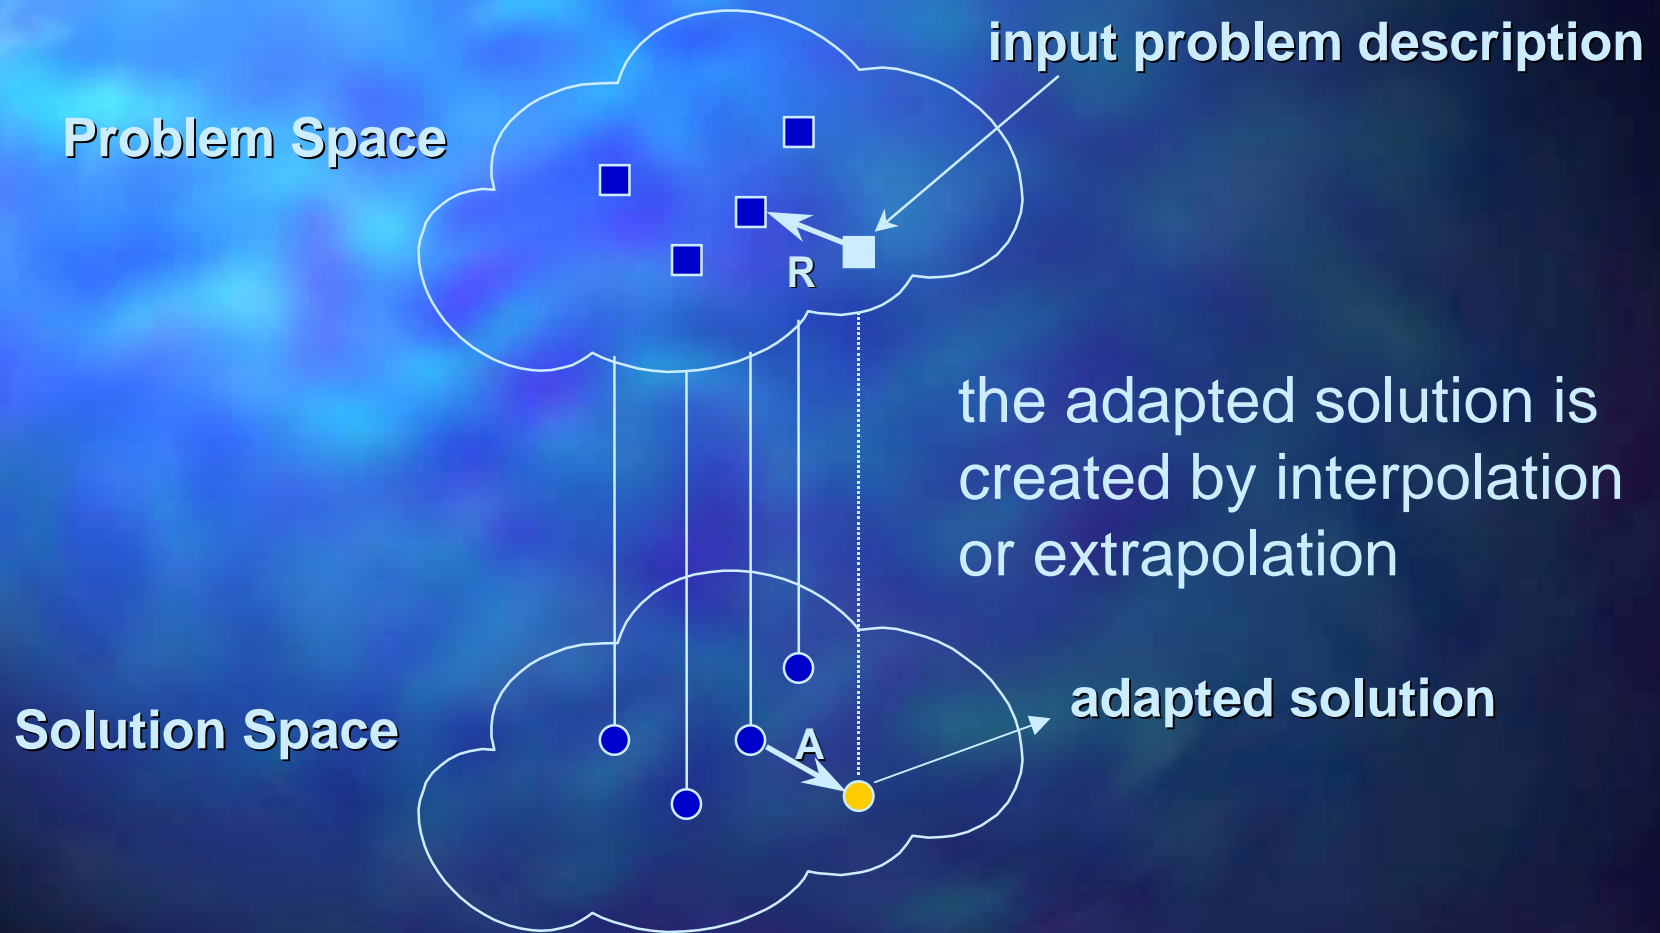 input problem description
Problem Space
R
the adapted solution is
created by interpolation
or extrapolation
adapted solution
Solution Space
A